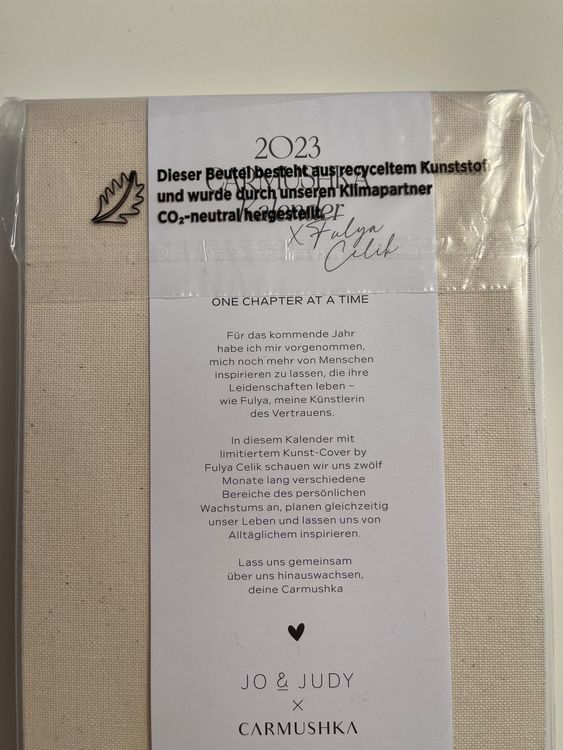 2023
Dieser Beutel besteht aus recyceltem Kunststof
CARMUSHKA
und wurde durch unseren Klimapartner
Kalender
CO₂-neutral hergestellt.
X Fulya
Celik
ONE CHAPTER AT A TIME
Für das kommende Jahr
habe ich mir vorgenommen,
mich noch mehr von Menschen
inspirieren zu lassen, die ihre
Leidenschaften leben –
wie Fulya, meine Künstlerin
des Vertrauens.
In diesem Kalender mit
limitiertem Kunst-Cover by
Fulya Celik schauen wir uns zwölf
Monate lang verschiedene
Bereiche des persönlichen
Wachstums an, planen gleichzeitig
unser Leben und lassen uns von
Alltäglichem inspirieren.
Lass uns gemeinsam
über uns hinauswachsen,
deine Carmushka
JO & JUDY
×
CARMUSHKA